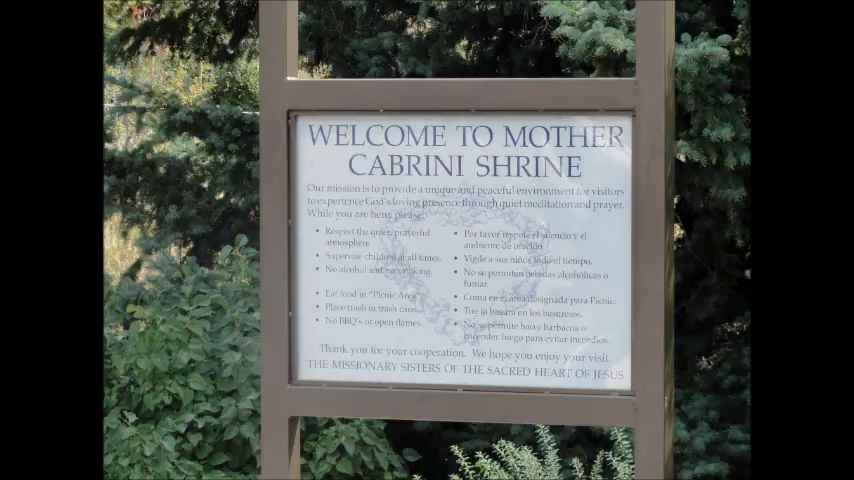 WELCOME TO MOTHER
CABRINI SHRINE
Our mission is to provide a unique and peaceful environment for visitors
to experience God's loving presence through quiet meditation and prayer.
While you are here, please:
• Respect the quiet, prayerful
atmosphere.
• Supervise children at all times.
• No alcohol and no smoking.
• Eat food in "Picnic Area"
• Place trash in trash cans.
• No BBQ's or open flames.
• Por favor respete el silencio y el
ambiente de oración.
• Vigile a sus niños todo el tiempo.
• No se permiten bebidas alcohólicas o
fumar.
• Coma en el área designada para Picnic.
• Tire la basura en los basureros.
• No se permite hacer barbacoa o
encender fuego para evitar incendios.
Thank you for your cooperation. We hope you enjoy your visit.
THE MISSIONARY SISTERS OF THE SACRED HEART OF JESUS